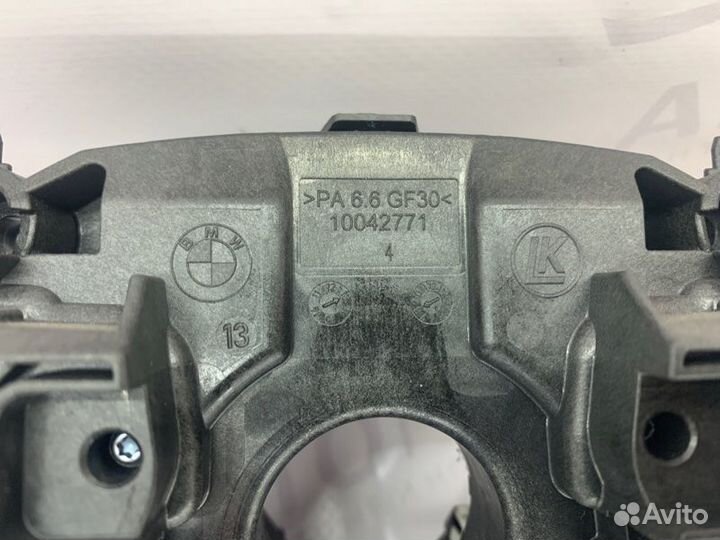 >PA 6.6 GF30<
10042771
4
BMW
LK
13
Avito